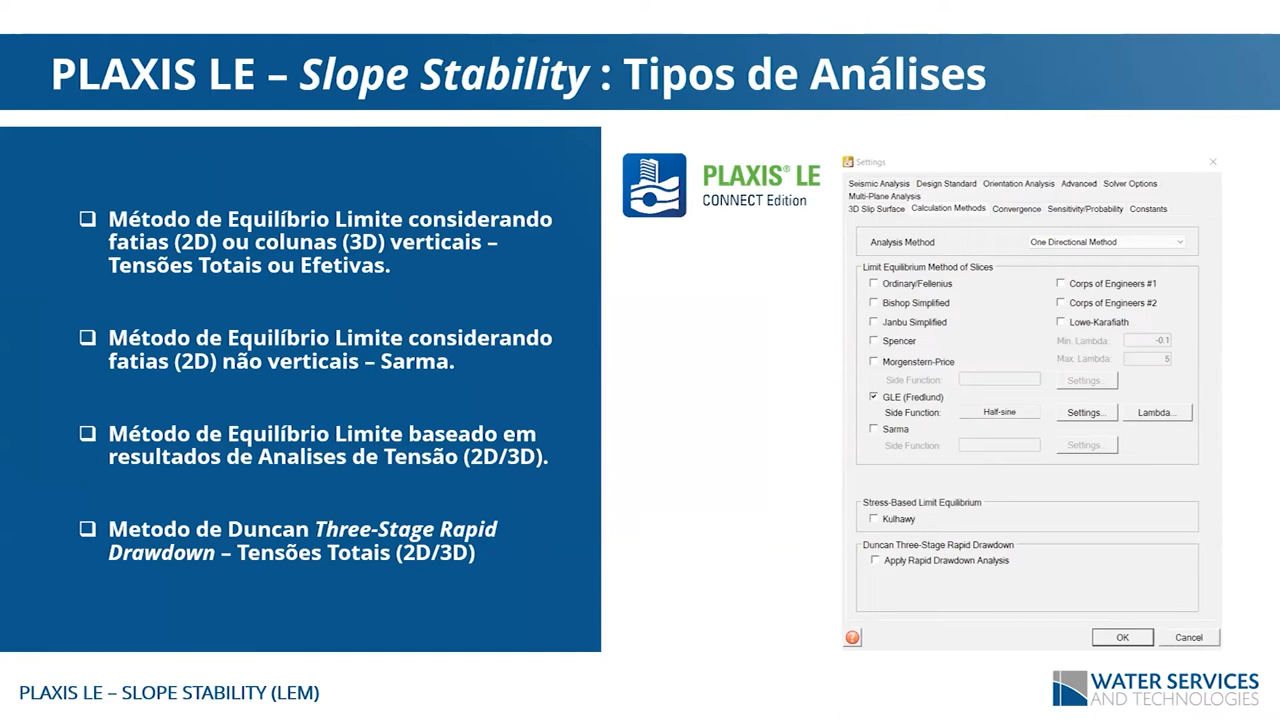 PLAXIS LE – Slope Stability : Tipos de Análises
❑ Método de Equilíbrio Limite considerando
fatias (2D) ou colunas (3D) verticais –
Tensões Totais ou Efetivas.
❑ Método de Equilíbrio Limite considerando
fatias (2D) não verticais – Sarma.
❑ Método de Equilíbrio Limite baseado em
resultados de Analises de Tensão (2D/3D).
❑ Metodo de Duncan Three-Stage Rapid
Drawdown – Tensões Totais (2D/3D)
PLAXIS® LE
CONNECT Edition
Settings
Seismic Analysis Design Standard Orientation Analysis Advanced Solver Options
Multi-Plane Analysis
3D Slip Surface Calculation Methods Convergence Sensitivity/Probability Constants
Analysis Method One Directional Method
Limit Equilibrium Method of Slices
Ordinary/Fellenius Corps of Engineers #1
Bishop Simplified Corps of Engineers #2
Janbu Simplified Lowe-Karafiath
Spencer Min. Lambda: -0.1
Morgenstern-Price Max. Lambda: 5
Side Function: Settings...
GLE (Fredlund)
Side Function: Half-sine Settings... Lambda...
Sarma
Side Function: Settings...
Stress-Based Limit Equilibrium
Kulhawy
Duncan Three-Stage Rapid Drawdown
Apply Rapid Drawdown Analysis
? OK Cancel
PLAXIS LE – SLOPE STABILITY (LEM)
WATER SERVICES
AND TECHNOLOGIES